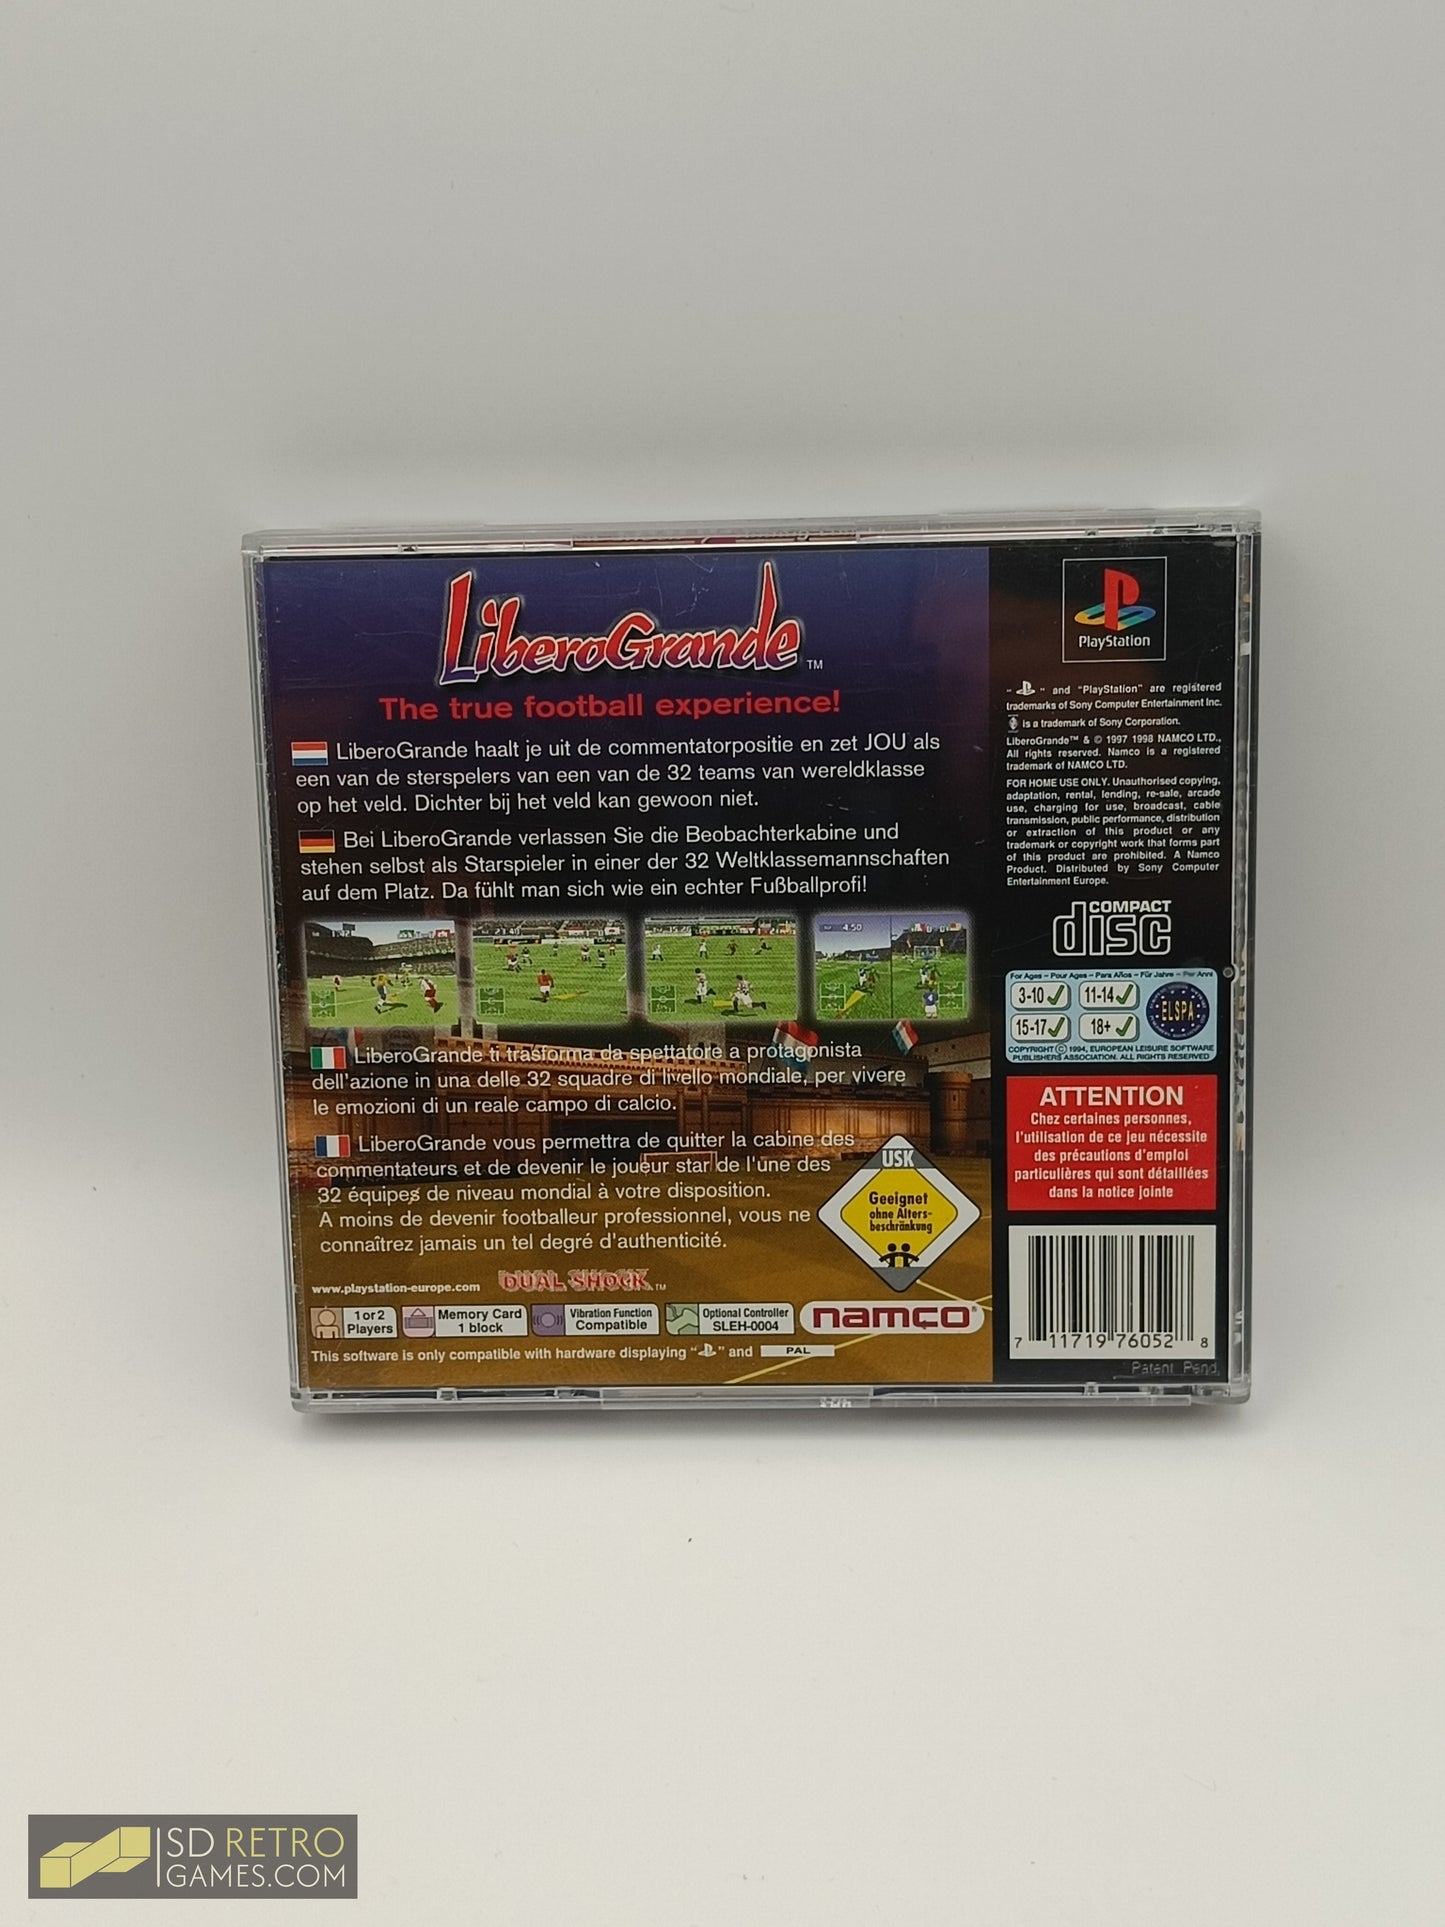 LiberoGrande™
The true football experience!
LiberoGrande haalt je uit de commentatorpositie en zet JOU als
een van de sterspelers van een van de 32 teams van wereldklasse
op het veld. Dichter bij het veld kan gewoon niet.
Bei LiberoGrande verlassen Sie die Beobachterkabine und
stehen selbst als Starspieler in einer der 32 Weltklassemannschaften
auf dem Platz. Da fühlt man sich wie ein echter Fußballprofi!
LiberoGrande ti trasforma da spettatore a protagonista
dell'azione in una delle 32 squadre di livello mondiale, per vivere
le emozioni di un reale campo di calcio.
LiberoGrande vous permettra de quitter la cabine des
commentateurs et de devenir le joueur star de l'une des
32 équipes de niveau mondial à votre disposition.
A moins de devenir footballeur professionnel, vous ne
connaîtrez jamais un tel degré d'authenticité.
USK
Geeignet
ohne Alters-
beschränkung
www.playstation-europe.com
DUAL SHOCK™
1 or 2
Players
Memory Card
1 block
Vibration Function
Compatible
Optional Controller
SLEH-0004
namco®
This software is only compatible with hardware displaying " " and PAL
PlayStation
" " and "PlayStation" are registered
trademarks of Sony Computer Entertainment Inc.
is a trademark of Sony Corporation.
LiberoGrande™ & © 1997 1998 NAMCO LTD.,
All rights reserved. Namco is a registered
trademark of NAMCO LTD.
FOR HOME USE ONLY. Unauthorised copying,
adaptation, rental, lending, re-sale, arcade
use, charging for use, broadcast, cable
transmission, public performance, distribution
or extraction of this product or any
trademark or copyright work that forms part
of this product are prohibited. A Namco
Product. Distributed by Sony Computer
Entertainment Europe.
COMPACT
disc
For Ages – Pour Ages – Para Años – Für Jahre – Per Anni
3-10 11-14
15-17 18+
ELSPA
COPYRIGHT © 1994, EUROPEAN LEISURE SOFTWARE
PUBLISHERS ASSOCIATION. ALL RIGHTS RESERVED
ATTENTION
Chez certaines personnes,
l'utilisation de ce jeu nécessite
des précautions d'emploi
particulières qui sont détaillées
dans la notice jointe
7 11719 76052 8
Patent Pend.
SD RETRO
GAMES.COM